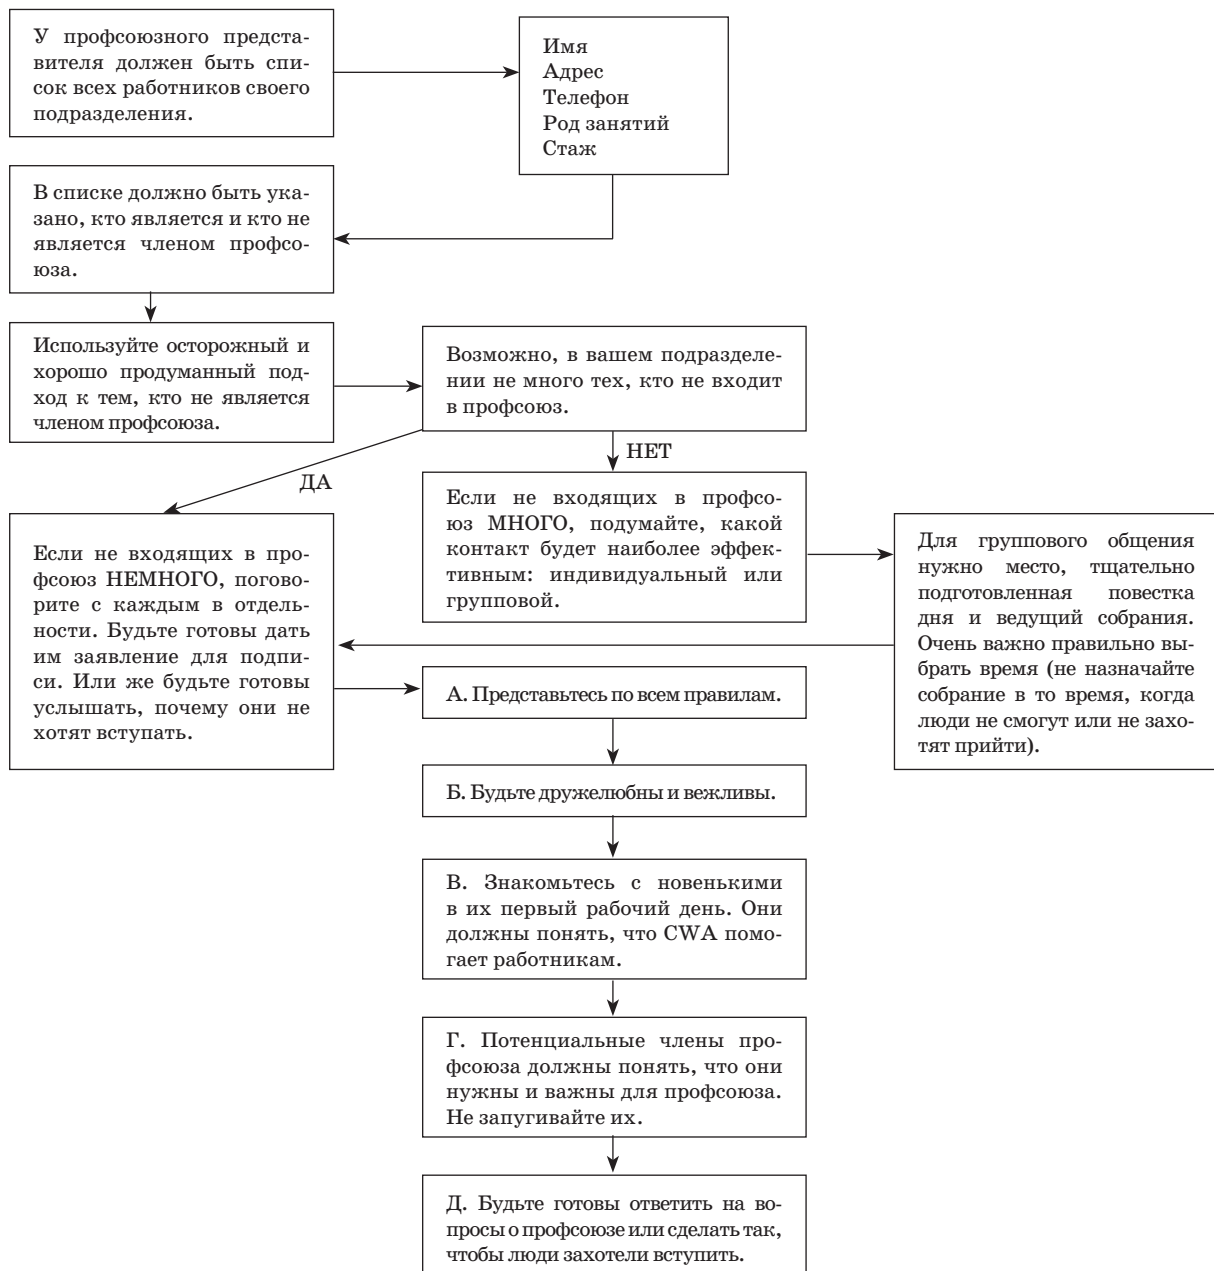 У профсоюзного предста-
вителя должен быть спи-
сок всех работников своего
подразделения.
Имя
Адрес
Телефон
Род занятий
Стаж
В списке должно быть ука-
зано, кто является и кто не
является членом профсо-
юза.
Используйте осторожный и
хорошо продуманный под-
ход к тем, кто не является
членом профсоюза.
Возможно, в вашем подразделе-
нии не много тех, кто не входит
в профсоюз.
ДА
НЕТ
Если не входящих в профсо-
юз МНОГО, подумайте, какой
контакт будет наиболее эффек-
тивным: индивидуальный или
групповой.
Для группового общения
нужно место, тщательно
подготовленная повестка
дня и ведущий собрания.
Очень важно правильно вы-
брать время (не назначайте
собрание в то время, когда
люди не смогут или не захо-
тят прийти).
Если не входящих в про-
фсоюз НЕМНОГО, погово-
рите с каждым в отдель-
ности. Будьте готовы дать
им заявление для подпи-
си. Или же будьте готовы
услышать, почему они не
хотят вступать.
А. Представьтесь по всем правилам.
Б. Будьте дружелюбны и вежливы.
В. Знакомьтесь с новенькими
в их первый рабочий день. Они
должны понять, что CWA помо-
гает работникам.
Г. Потенциальные члены про-
фсоюза должны понять, что они
нужны и важны для профсоюза.
Не запугивайте их.
Д. Будьте готовы ответить на во-
просы о профсоюзе или сделать так,
чтобы люди захотели вступить.